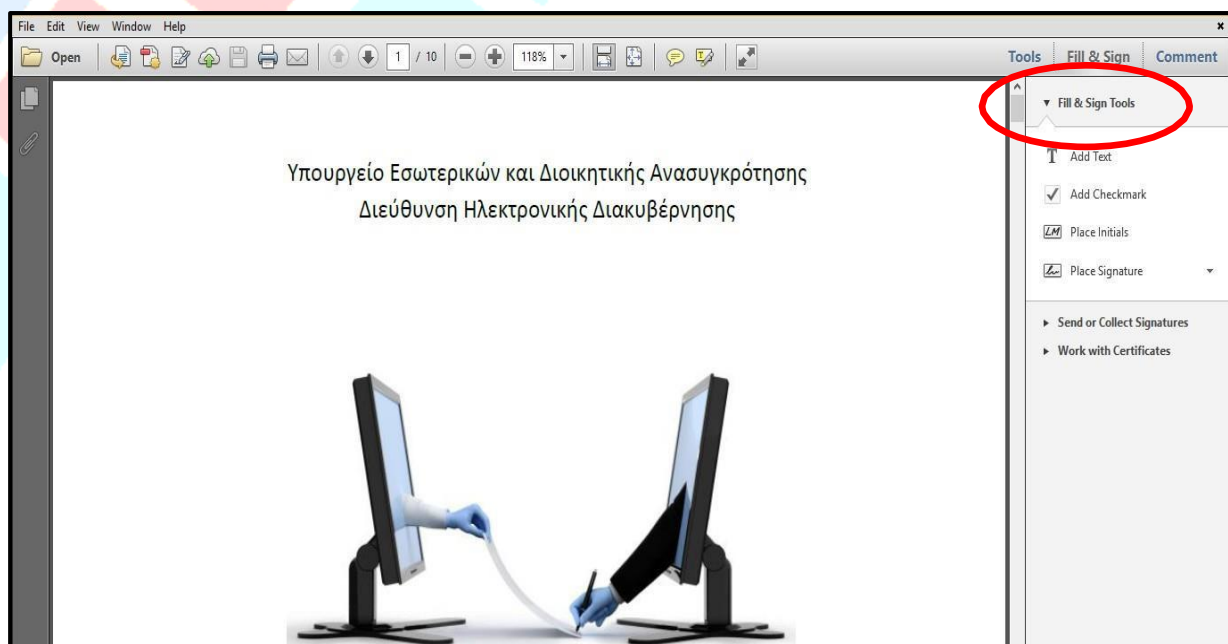 File Edit View Window Help
Open 1 / 10 118% Tools Fill & Sign Comment
Fill & Sign Tools
T Add Text
Add Checkmark
LM Place Initials
Place Signature
Send or Collect Signatures
Work with Certificates
Υπουργείο Εσωτερικών και Διοικητικής Ανασυγκρότησης
Διεύθυνση Ηλεκτρονικής Διακυβέρνησης